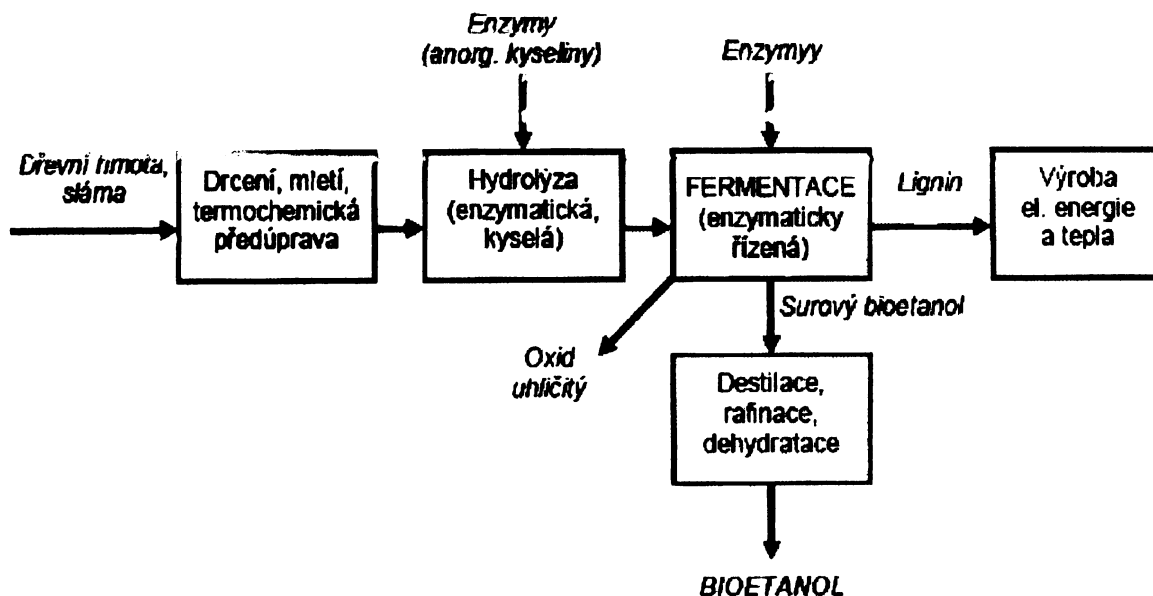 Enzymy
(anorg. kyseliny)
Enzymyy
Dřevní hmota,
sláma
Drcení, mletí,
termochemická
předúprava
Hydrolýza
(enzymatická,
kyselá)
FERMENTACE
(enzymaticky
řízená)
Lignin
Výroba
el. energie
a tepla
Surový bioetanol
Oxid
uhličitý
Destilace,
rafinace,
dehydratace
BIOETANOL